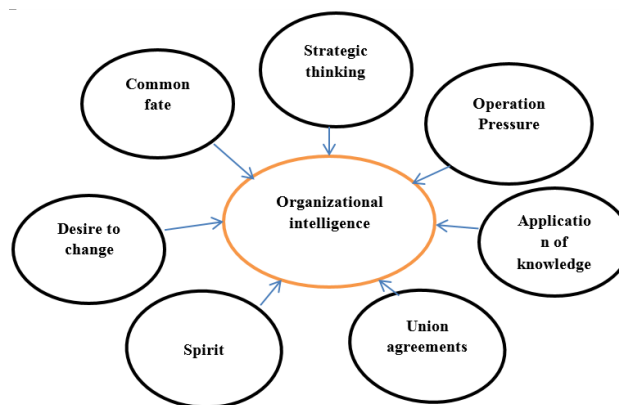 Strategic
thinking
Common
fate
Operation
Pressure
Organizational
intelligence
Desire to
change
Applicatio
n of
knowledge
Spirit
Union
agreements